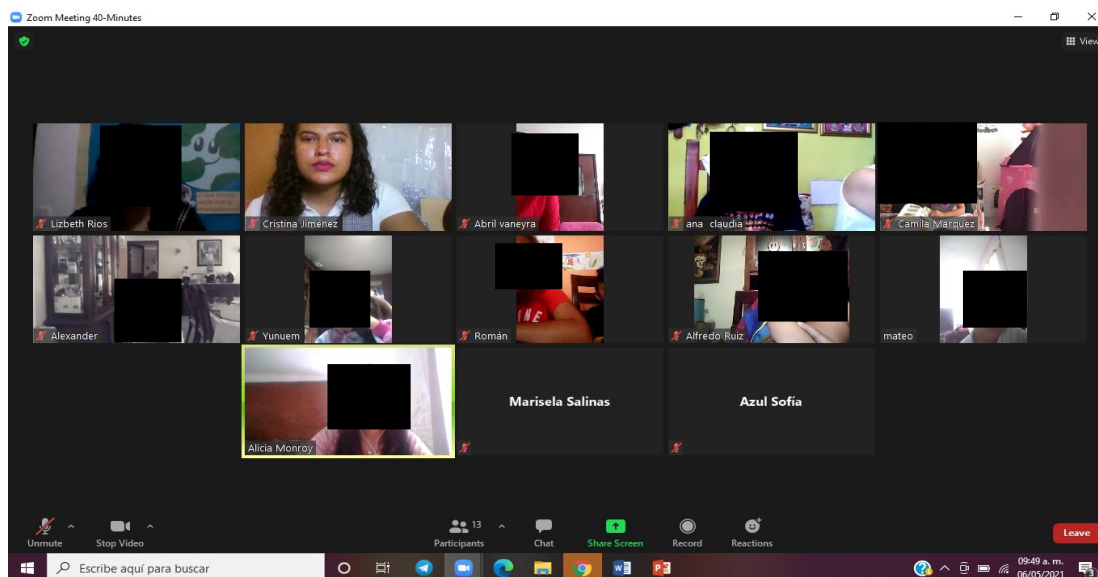 Zoom Meeting 40-Minutes
View
Lizbeth Rios
Cristina Jiménez
Abril vaneyra
ana claudia
Camila Márquez
Alexander
Yunuem
Román
Alfredo Ruiz
mateo
Alicia Monroy
Marisela Salinas
Azul Sofía
Unmute
Stop Video
Participants
13
Chat
Share Screen
Record
Reactions
Leave
Escribe aquí para buscar
09:49 a. m.
06/05/2021
3